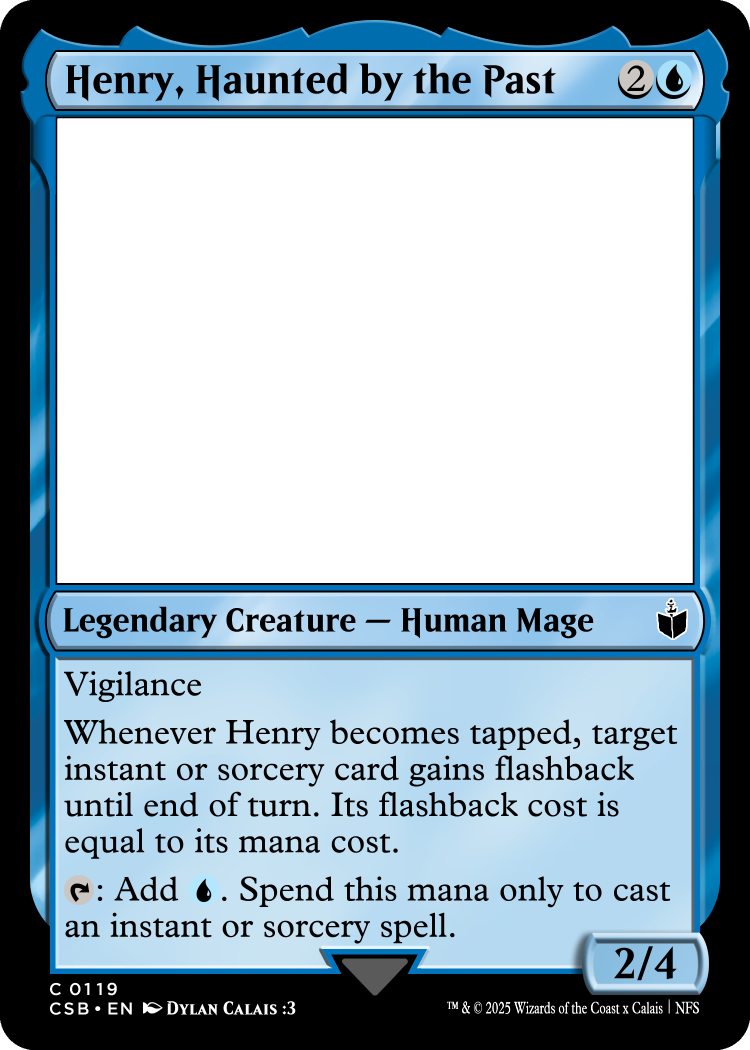 Henry, Haunted by the Past 2
Legendary Creature — Human Mage
Vigilance
Whenever Henry becomes tapped, target
instant or sorcery card gains flashback
until end of turn. Its flashback cost is
equal to its mana cost.
: Add . Spend this mana only to cast
an instant or sorcery spell.
2/4
C 0119
CSB • EN Dylan Calais :3
™ & © 2025 Wizards of the Coast x Calais | NFS